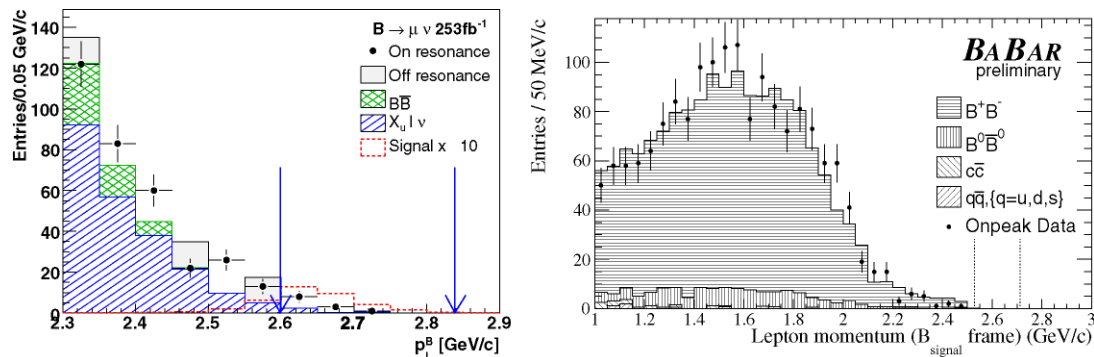 Entries/0.05 GeV/c
140
120
100
80
60
40
20
0
2.3
2.4
2.5
2.6
2.7
2.8
2.9
p_l^B [GeV/c]
B → μ ν 253fb⁻¹
On resonance
Off resonance
BB̅
X_u l ν
Signal x 10
Entries / 50 MeV/c
100
80
60
40
20
0
1
1.2
1.4
1.6
1.8
2
2.2
2.4
2.6
2.8
3
Lepton momentum (B_signal frame) (GeV/c)
BABAR
preliminary
B⁺B⁻
B⁰B̅⁰
cc̅
qq̅,{q=u,d,s}
Onpeak Data